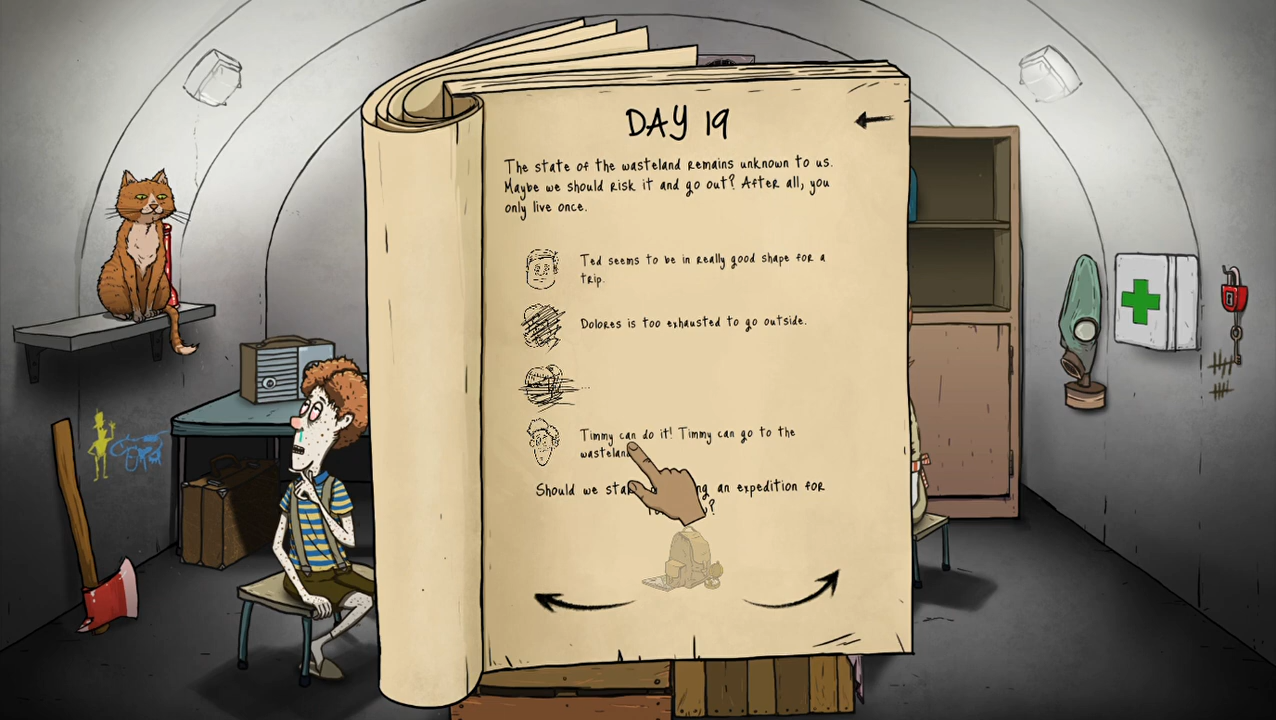 DAY 19
The state of the wasteland remains unknown to us.
Maybe we should risk it and go out? After all, you
only live once.
Ted seems to be in really good shape for a
trip.
Dolores is too exhausted to go outside.
...
Timmy can do it! Timmy can go to the
Should we an expedition for